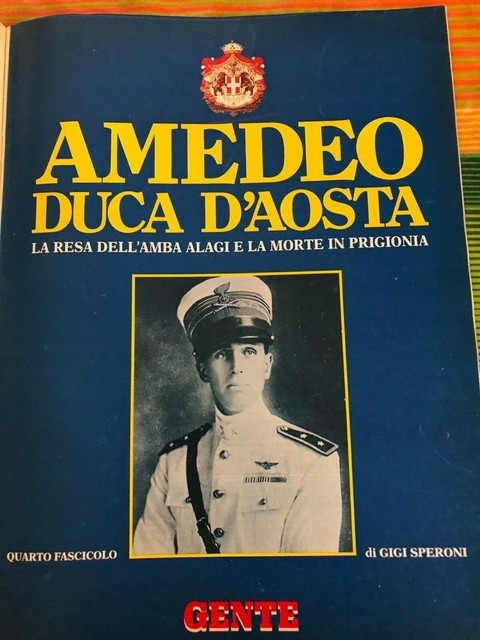 AMEDEO
DUCA D'AOSTA
LA RESA DELL'AMBA ALAGI E LA MORTE IN PRIGIONIA
QUARTO FASCICOLO
di GIGI SPERONI
GENTE